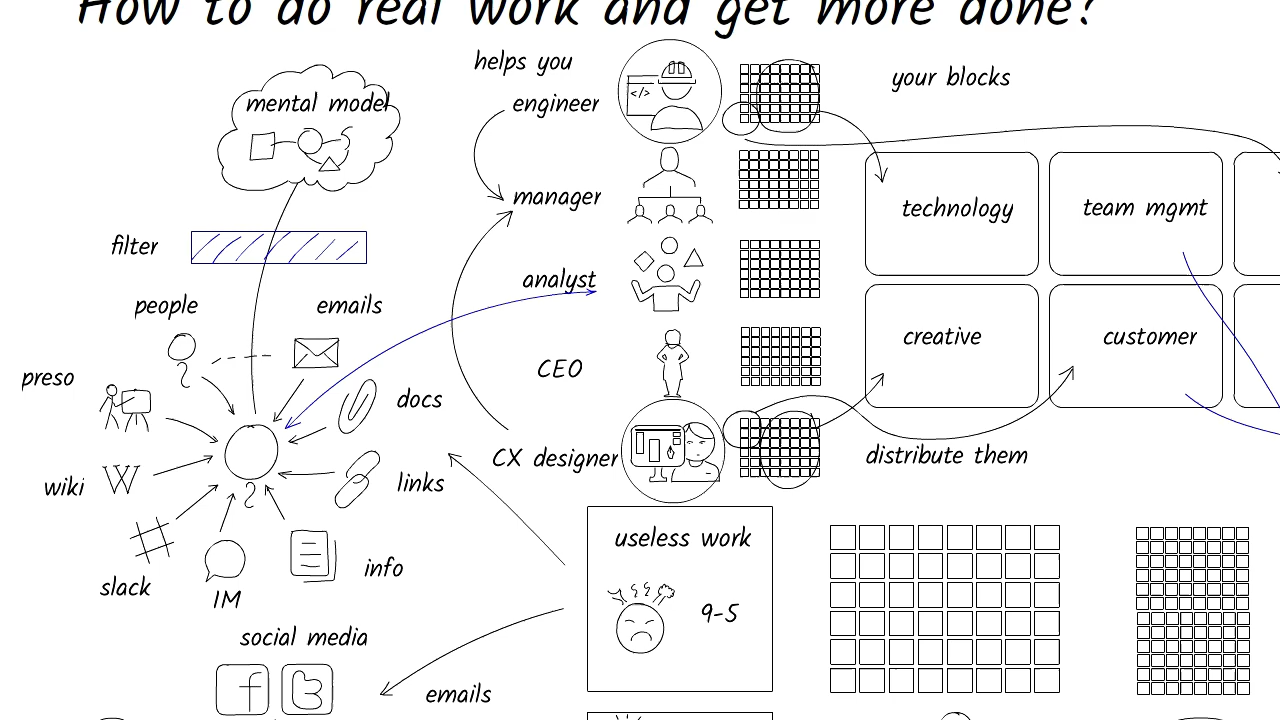 How to do real work and get more done?
helps you
your blocks
mental model
engineer
</>
manager
technology
team mgmt
filter
analyst
people
emails
creative
customer
CEO
preso
docs
CX designer
distribute them
wiki
W
links
useless work
9-5
slack
info
IM
social media
f
t
emails